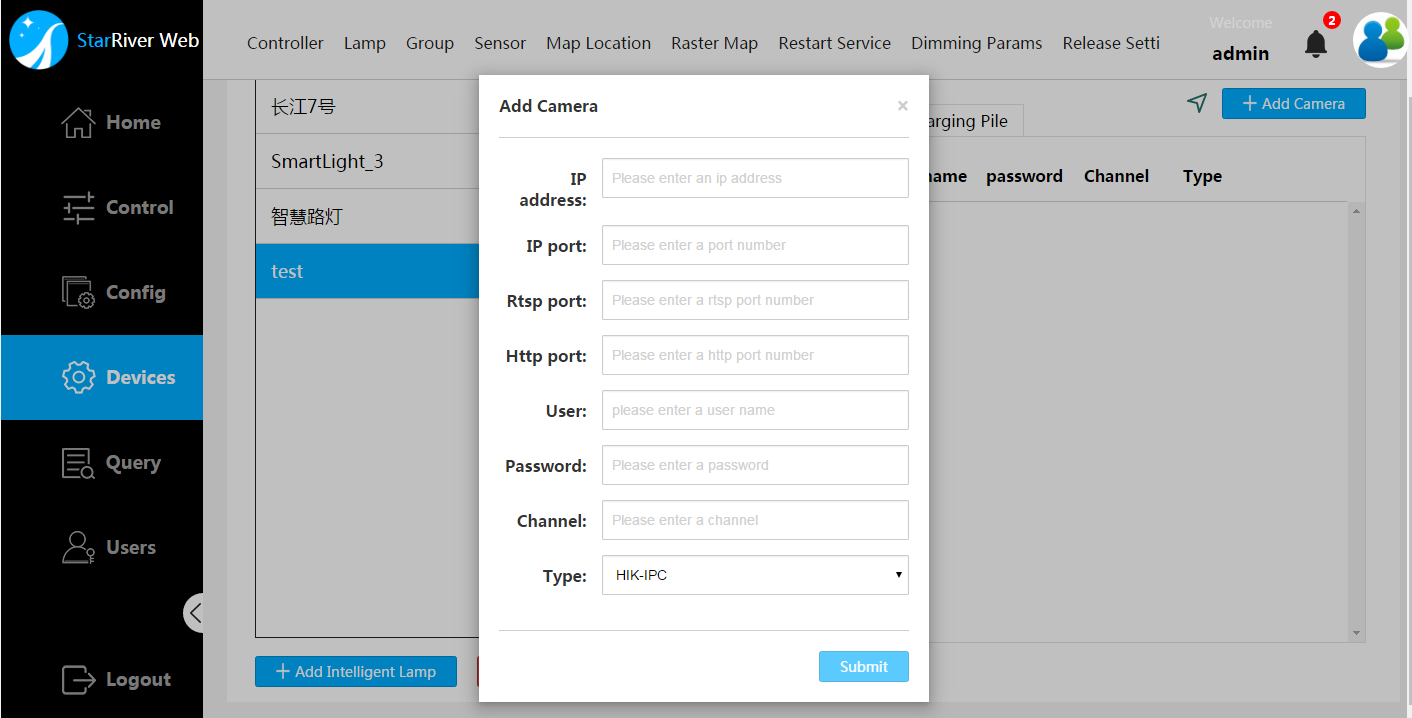 StarRiver Web
Controller Lamp Group Sensor Map Location Raster Map Restart Service Dimming Params Release Setti
Welcome
admin
2
Home
Control
Config
Devices
Query
Users
Logout
长江7号
SmartLight_3
智慧路灯
test
+ Add Intelligent Lamp
arging Pile
+ Add Camera
name password Channel Type
Add Camera
×
IP address:
Please enter an ip address
IP port:
Please enter a port number
Rtsp port:
Please enter a rtsp port number
Http port:
Please enter a http port number
User:
please enter a user name
Password:
Please enter a password
Channel:
Please enter a channel
Type:
HIK-IPC
Submit